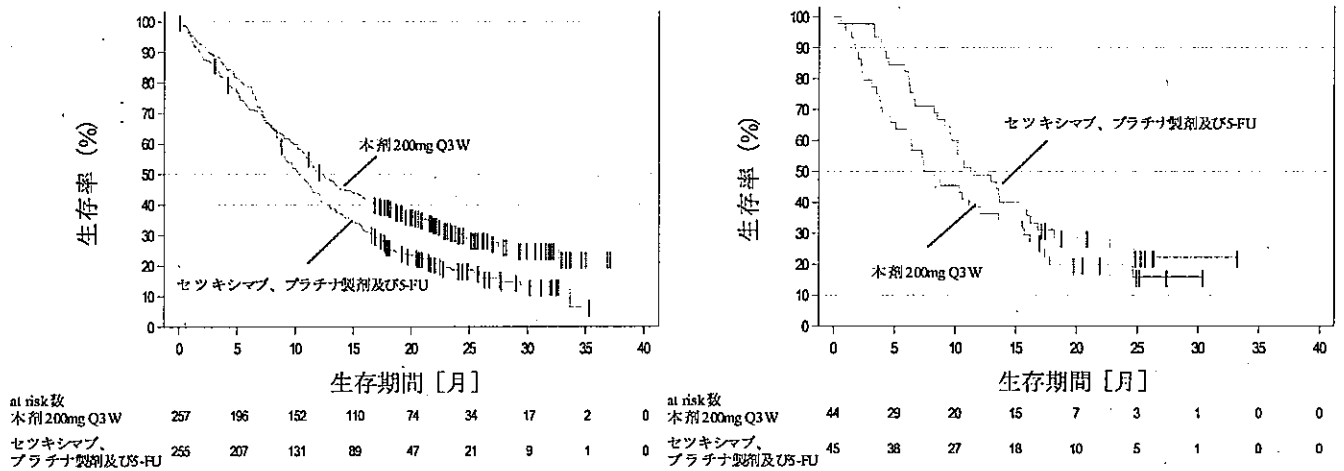 100
90
80
70
60
50
40
30
20
10
0
生存率 (%)
本剤200mg Q3W
セツキシマブ、プラチナ製剤及び5-FU
0 5 10 15 20 25 30 35 40
生存期間 [月]
at risk数
本剤200mg Q3W 257 196 152 110 74 34 17 2 0
セツキシマブ、
プラチナ製剤及び5-FU 255 207 131 89 47 21 9 1 0
100
90
80
70
60
50
40
30
20
10
0
生存率 (%)
セツキシマブ、プラチナ製剤及び5-FU
本剤200mg Q3W
0 5 10 15 20 25 30 35 40
生存期間 [月]
at risk数
本剤200mg Q3W 44 29 20 15 7 3 1 0 0
セツキシマブ、
プラチナ製剤及び5-FU 45 38 27 18 10 5 1 0 0